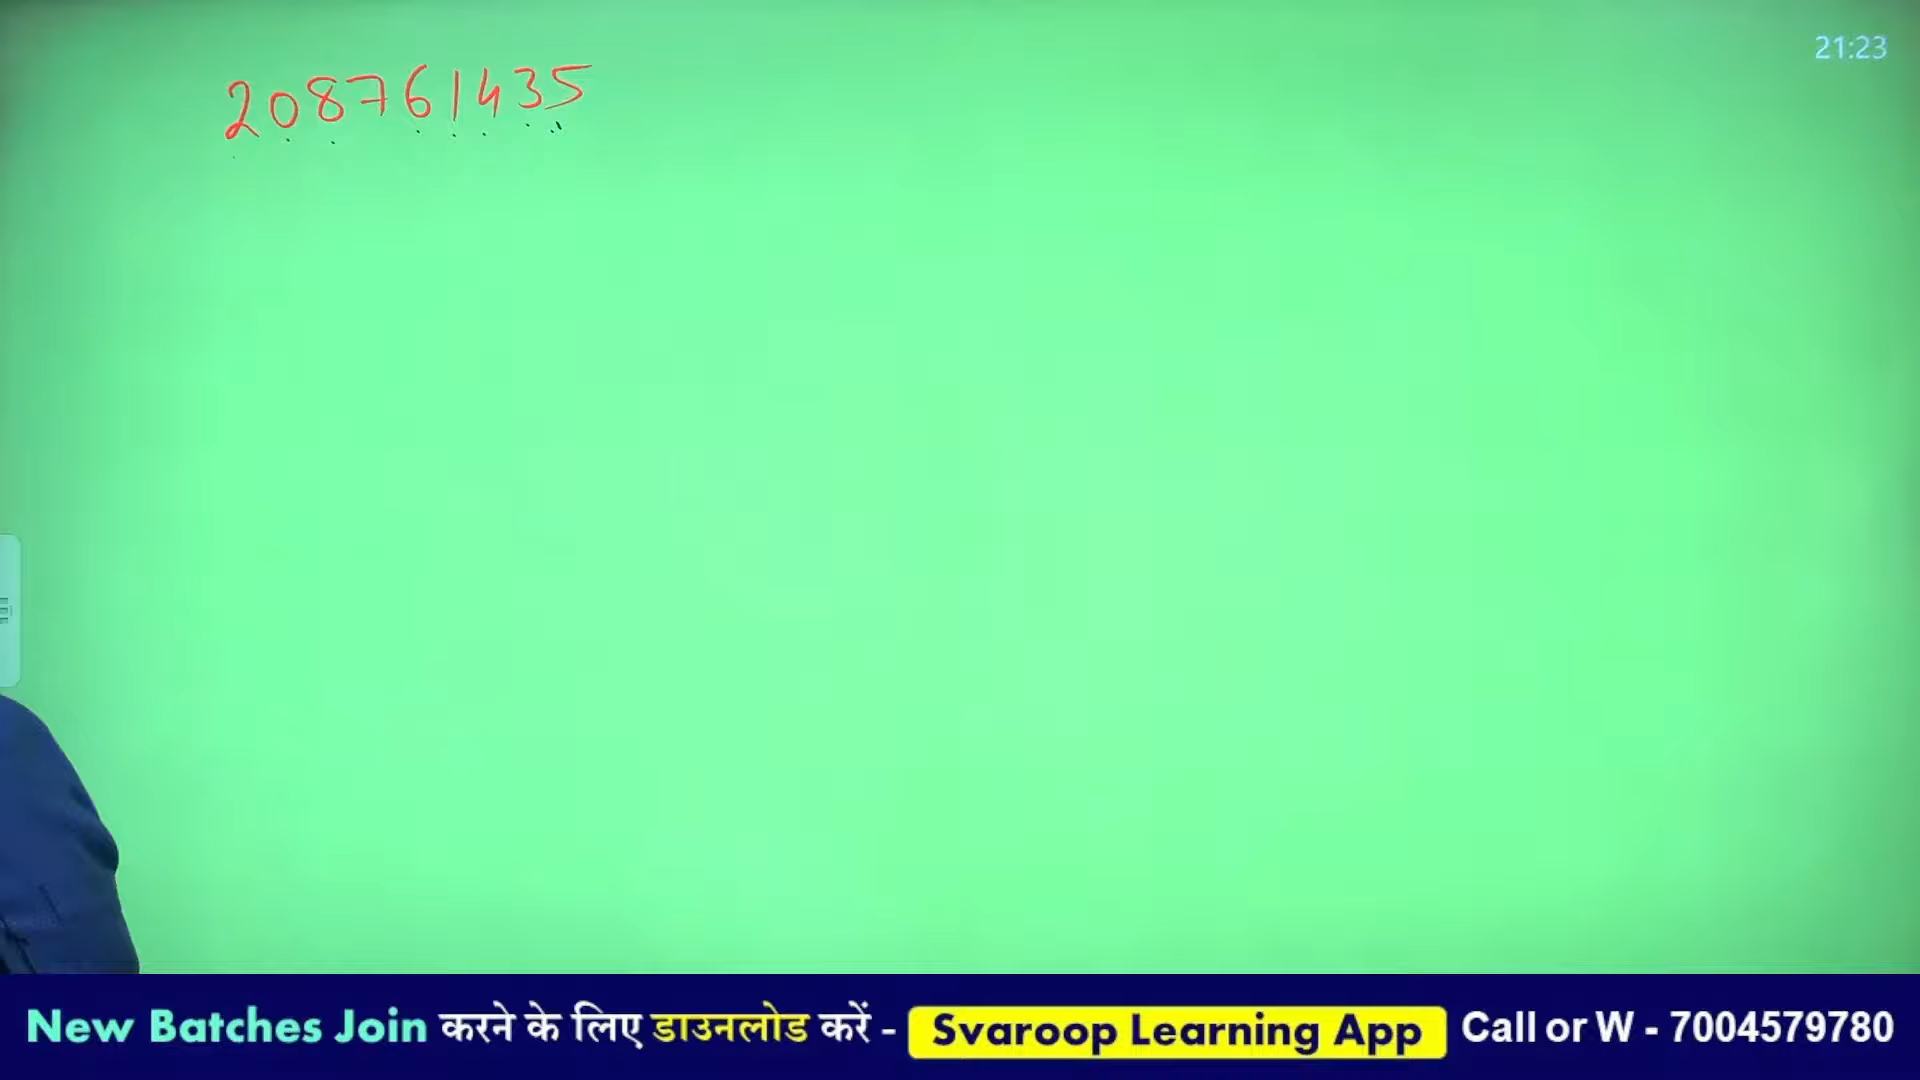 21:23
208761435
New Batches Join करने के लिए डाउनलोड करें - Svaroop Learning App Call or W - 7004579780